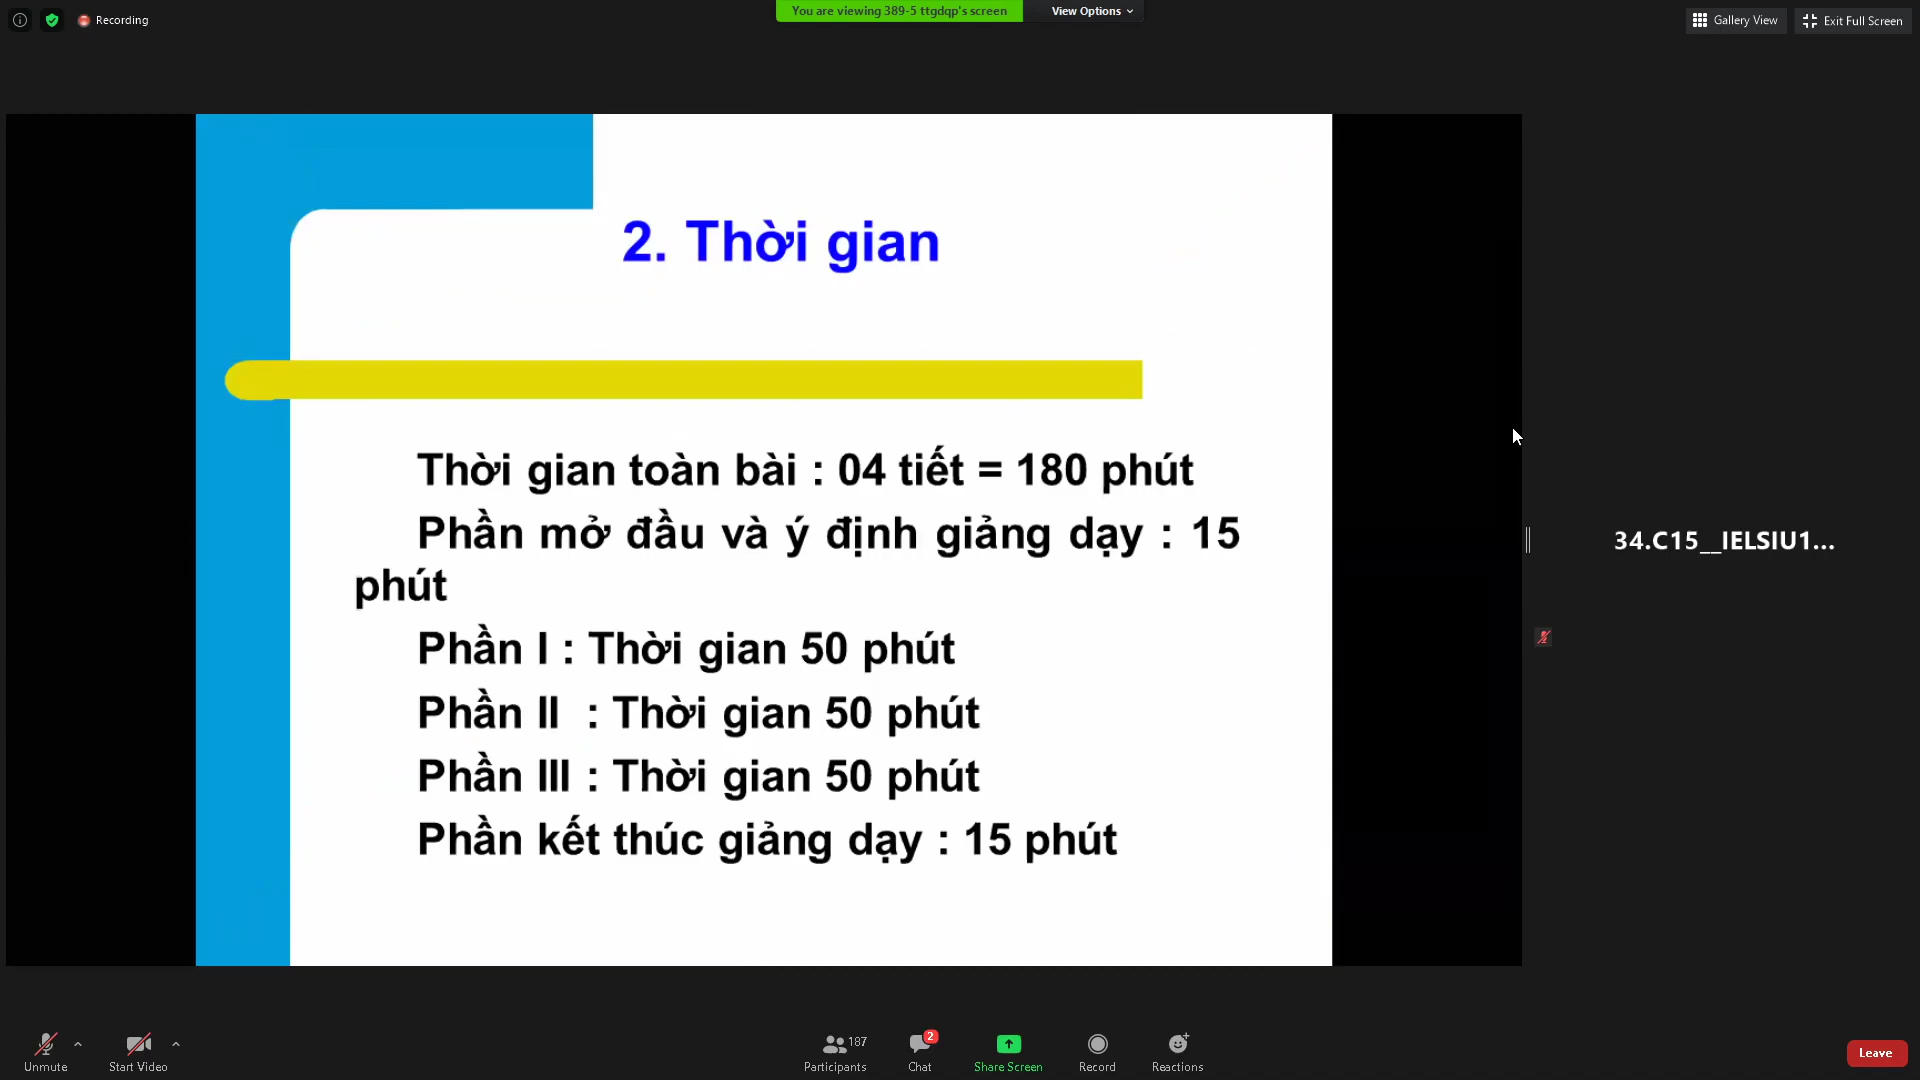 Recording
You are viewing 389-5 ttgdqp's screen
View Options
Gallery View
Exit Full Screen
2. Thời gian
Thời gian toàn bài : 04 tiết = 180 phút
Phần mở đầu và ý định giảng dạy : 15
phút
Phần I : Thời gian 50 phút
Phần II : Thời gian 50 phút
Phần III : Thời gian 50 phút
Phần kết thúc giảng dạy : 15 phút
34.C15__IELSIU1...
Unmute
Start Video
187
Participants
2
Chat
Share Screen
Record
Reactions
Leave